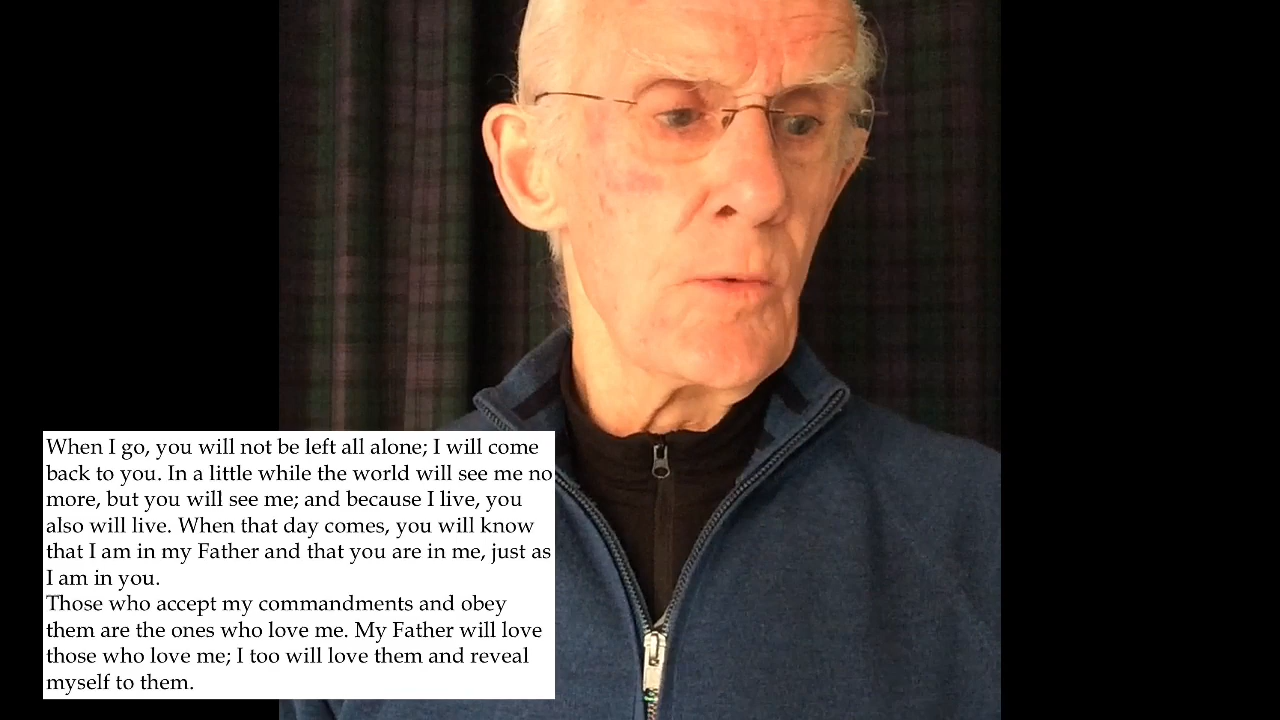 When I go, you will not be left all alone; I will come
back to you. In a little while the world will see me no
more, but you will see me; and because I live, you
also will live. When that day comes, you will know
that I am in my Father and that you are in me, just as
I am in you.
Those who accept my commandments and obey
them are the ones who love me. My Father will love
those who love me; I too will love them and reveal
myself to them.